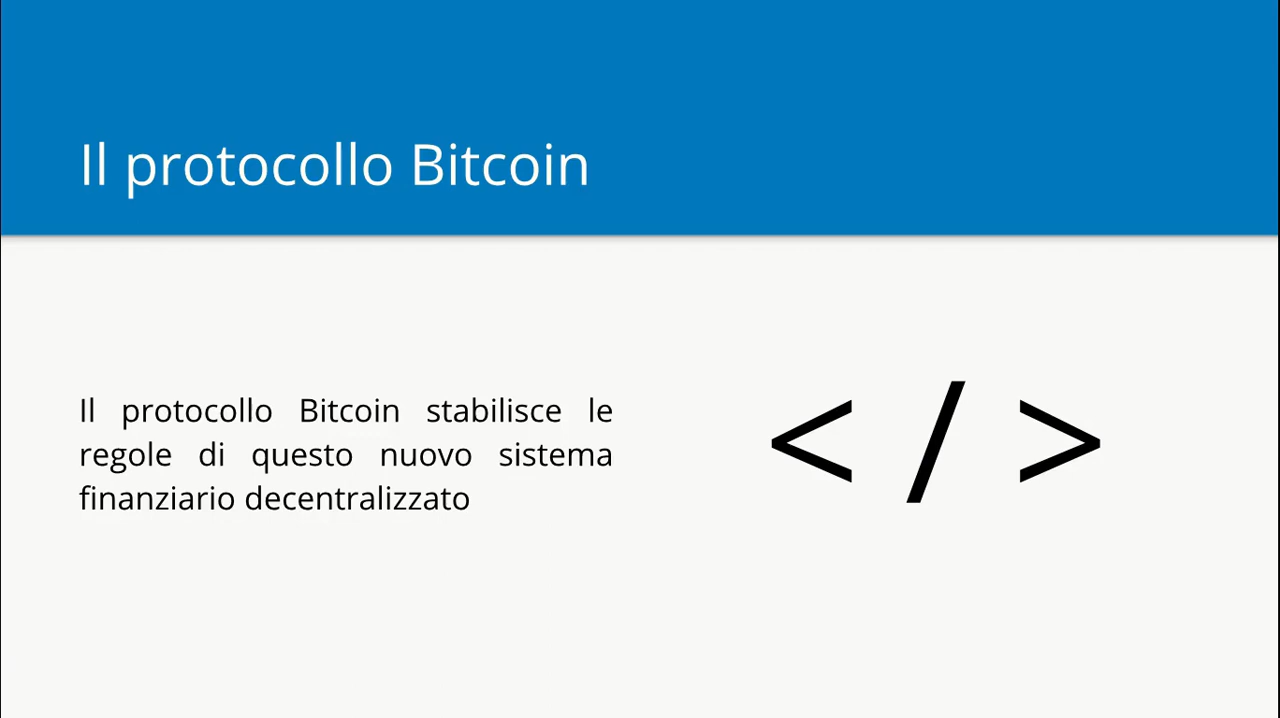 Il protocollo Bitcoin
Il protocollo Bitcoin stabilisce le
regole di questo nuovo sistema
finanziario decentralizzato
< / >